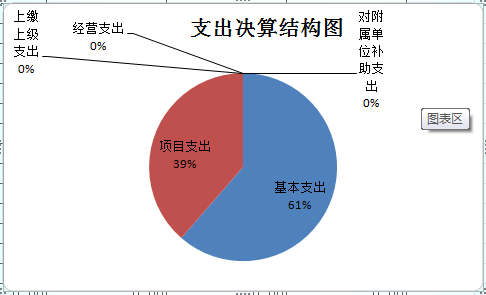 支出决算结构图
上缴
上级
支出
0%
经营支出
0%
对附
属单
位补
助支
出
0%
图表区
项目支出
39%
基本支出
61%